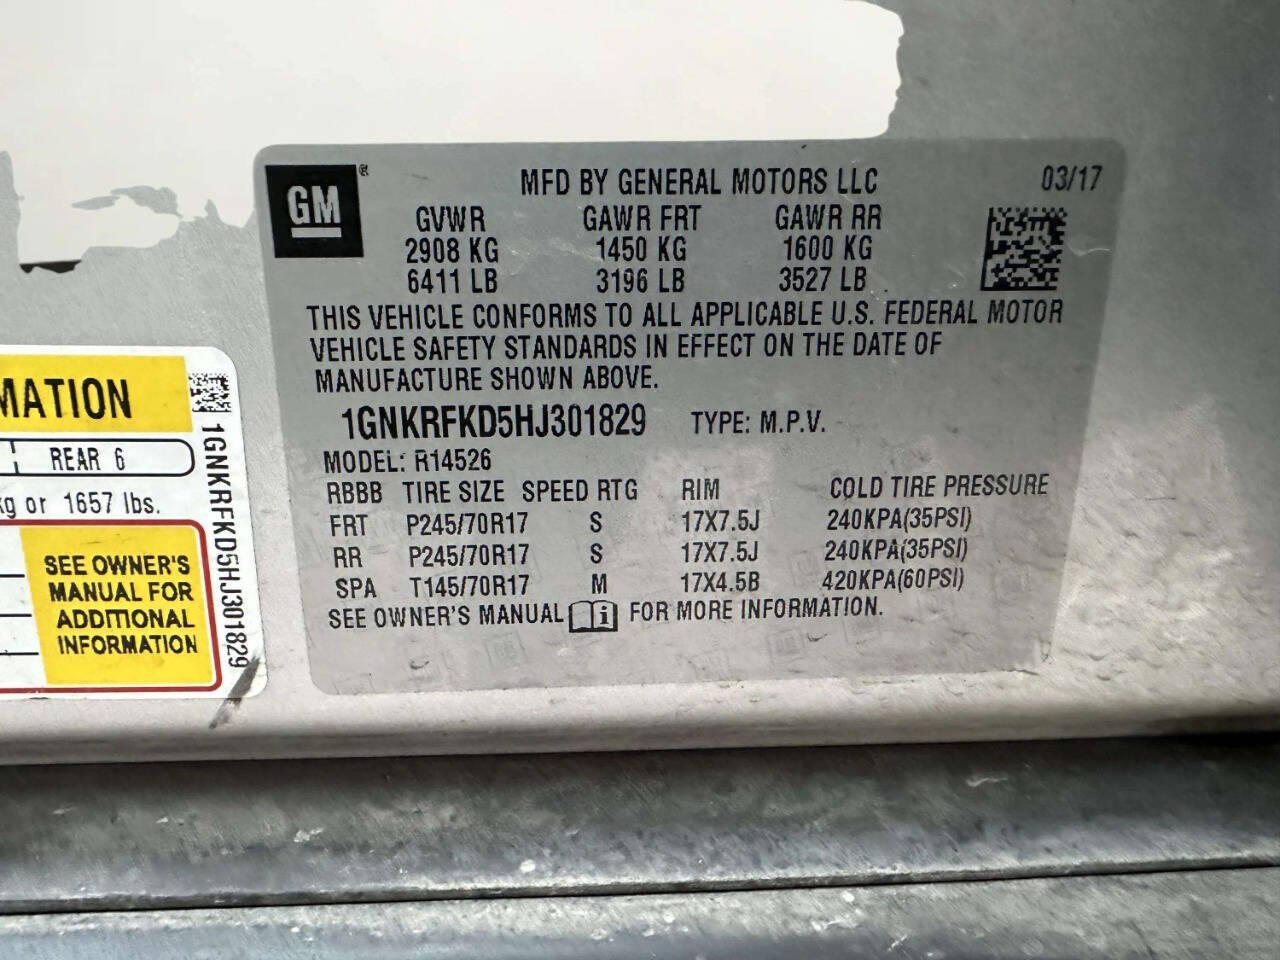 GM ®
MFD BY GENERAL MOTORS LLC 03/17
GVWR GAWR FRT GAWR RR
2908 KG 1450 KG 1600 KG
6411 LB 3196 LB 3527 LB
THIS VEHICLE CONFORMS TO ALL APPLICABLE U.S. FEDERAL MOTOR
VEHICLE SAFETY STANDARDS IN EFFECT ON THE DATE OF
MANUFACTURE SHOWN ABOVE.
1GNKRFKD5HJ301829 TYPE: M.P.V.
MODEL: R14526
RBBB TIRE SIZE SPEED RTG RIM COLD TIRE PRESSURE
FRT P245/70R17 S 17X7.5J 240KPA(35PSI)
RR P245/70R17 S 17X7.5J 240KPA(35PSI)
SPA T145/70R17 M 17X4.5B 420KPA(60PSI)
SEE OWNER'S MANUAL i FOR MORE INFORMATION.
MATION
REAR 6
kg or 1657 lbs.
SEE OWNER'S
MANUAL FOR
ADDITIONAL
INFORMATION
1GNKRFKD5HJ301829